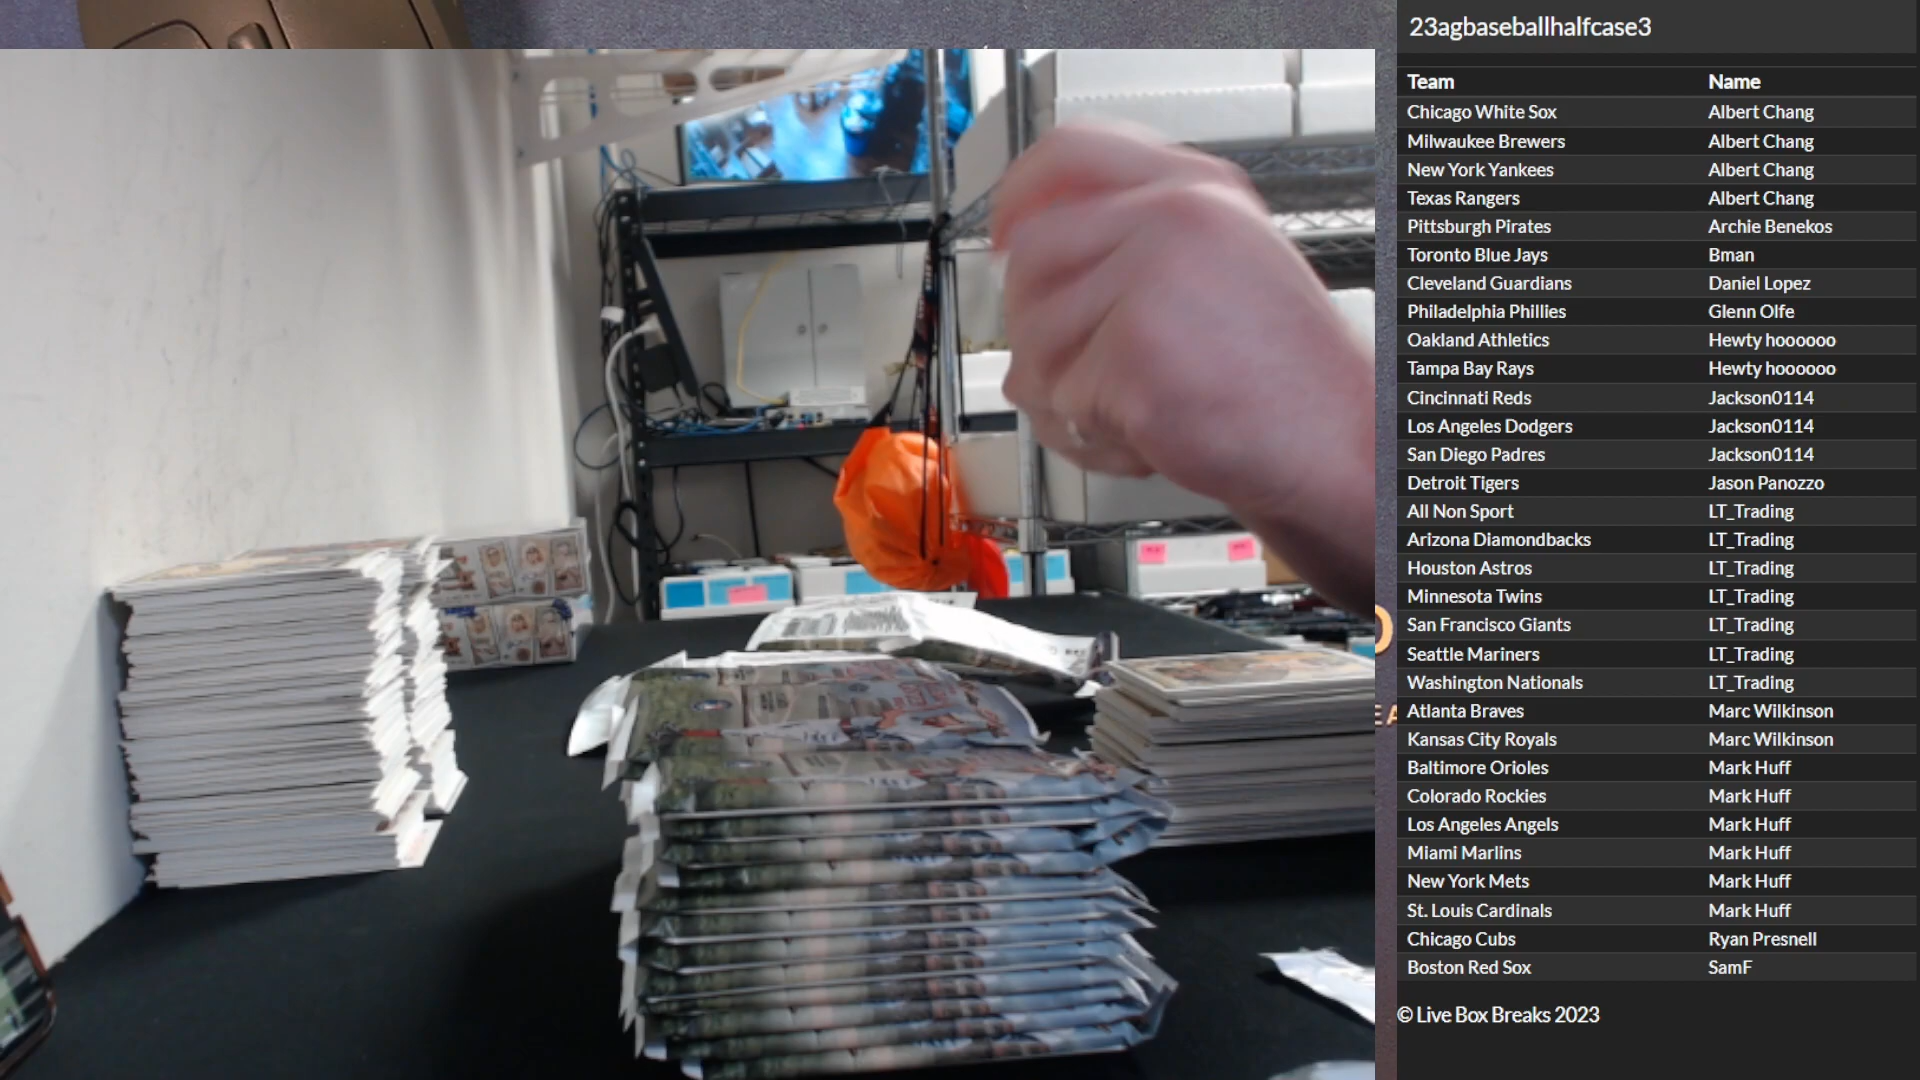 23agbaseballhalfcase3
Team Name
Chicago White Sox Albert Chang
Milwaukee Brewers Albert Chang
New York Yankees Albert Chang
Texas Rangers Albert Chang
Pittsburgh Pirates Archie Benekos
Toronto Blue Jays Bman
Cleveland Guardians Daniel Lopez
Philadelphia Phillies Glenn Olfe
Oakland Athletics Hewty hoooooo
Tampa Bay Rays Hewty hoooooo
Cincinnati Reds Jackson0114
Los Angeles Dodgers Jackson0114
San Diego Padres Jackson0114
Detroit Tigers Jason Panozzo
All Non Sport LT_Trading
Arizona Diamondbacks LT_Trading
Houston Astros LT_Trading
Minnesota Twins LT_Trading
San Francisco Giants LT_Trading
Seattle Mariners LT_Trading
Washington Nationals LT_Trading
Atlanta Braves Marc Wilkinson
Kansas City Royals Marc Wilkinson
Baltimore Orioles Mark Huff
Colorado Rockies Mark Huff
Los Angeles Angels Mark Huff
Miami Marlins Mark Huff
New York Mets Mark Huff
St. Louis Cardinals Mark Huff
Chicago Cubs Ryan Presnell
Boston Red Sox SamF
© Live Box Breaks 2023